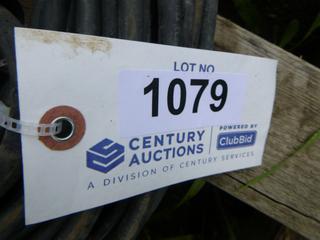 LOT NO.
1079
CENTURY
AUCTIONS
POWERED BY
ClubBid
A DIVISION OF CENTURY SERVICES